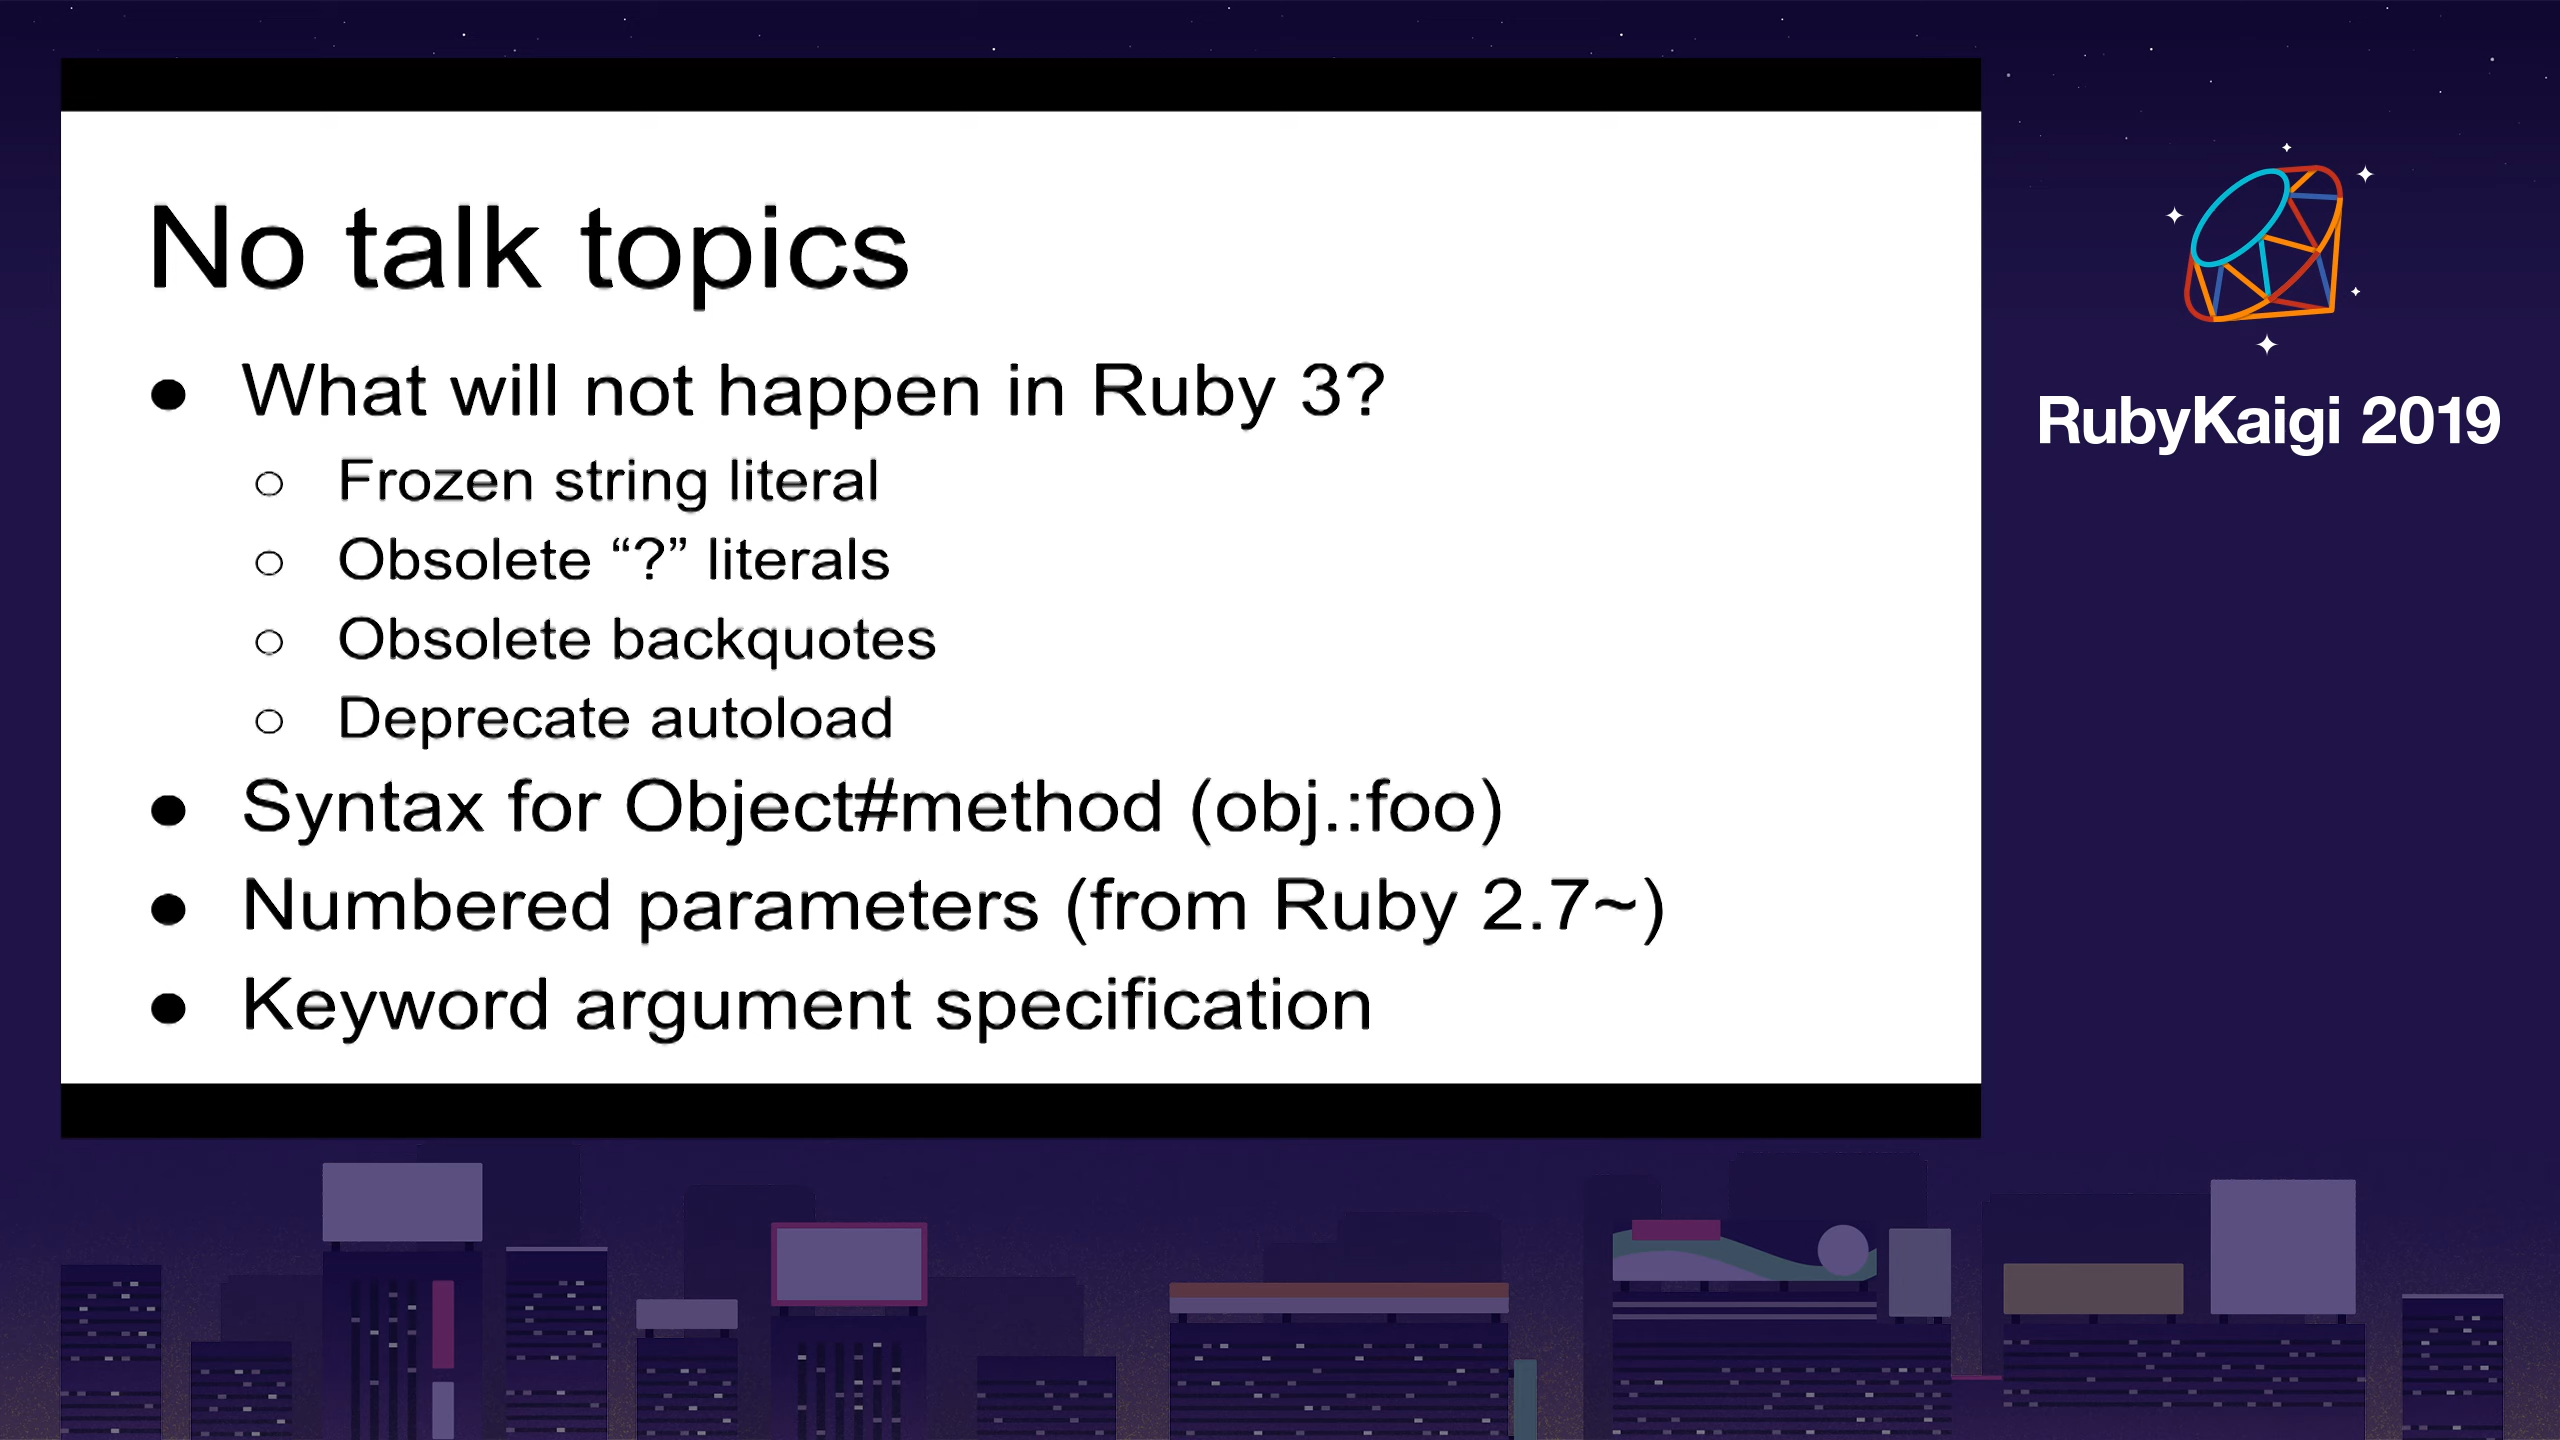 No talk topics
● What will not happen in Ruby 3?
○ Frozen string literal
○ Obsolete “?” literals
○ Obsolete backquotes
○ Deprecate autoload
● Syntax for Object#method (obj.:foo)
● Numbered parameters (from Ruby 2.7~)
● Keyword argument specification
RubyKaigi 2019